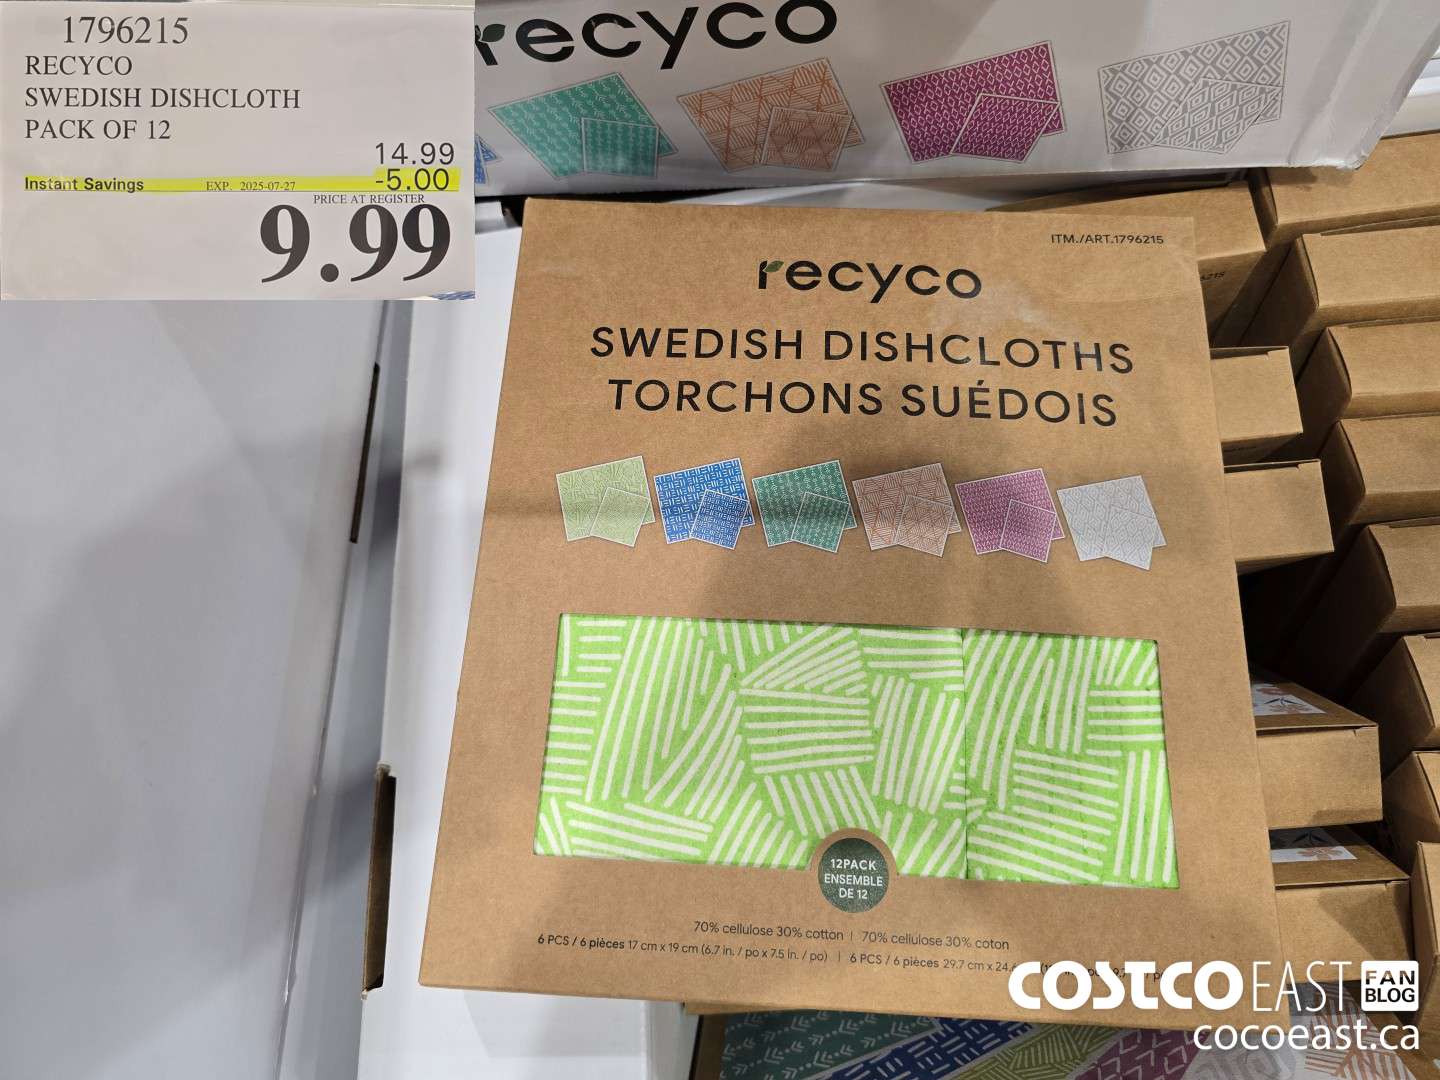 1796215
RECYCO
SWEDISH DISHCLOTH
PACK OF 12
14.99
Instant Savings EXP. 2025-07-27 -5.00
PRICE AT REGISTER
9.99
recyco
ITM./ART.1796215
recyco
SWEDISH DISHCLOTHS
TORCHONS SUÉDOIS
12PACK
ENSEMBLE
DE 12
70% cellulose 30% cotton | 70% cellulose 30% coton
6 PCS / 6 pièces 17 cm x 19 cm (6.7 in. / po x 7.5 in. / po) | 6 PCS / 6 pièces 29.7 cm x
COSTCO EAST FAN BLOG
cocoeast.ca